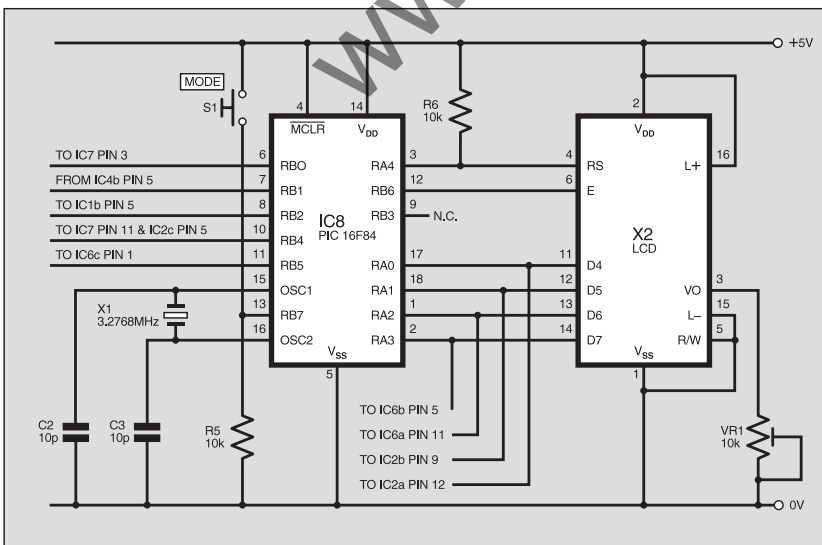 www
+5V
MODE
S1
R6
10k
4
14
2
MCLR
VDD
VDD
TO IC7 PIN 3
6
RB0
RA4
3
4
RS
L+
16
FROM IC4b PIN 5
7
RB1
RB6
12
6
E
TO IC1b PIN 5
8
RB2
RB3
9
N.C.
IC8
PIC 16F84
X2
LCD
TO IC7 PIN 11 & IC2c PIN 5
10
RB4
TO IC6c PIN 1
11
RB5
RA0
17
11
D4
15
OSC1
RA1
18
12
D5
VO
3
X1
3.2768MHz
13
RB7
RA2
1
13
D6
L–
15
16
OSC2
RA3
2
14
D7
R/W
5
VSS
VSS
5
1
C2
10p
C3
10p
R5
10k
TO IC6b PIN 5
TO IC6a PIN 11
TO IC2b PIN 9
TO IC2a PIN 12
VR1
10k
0V